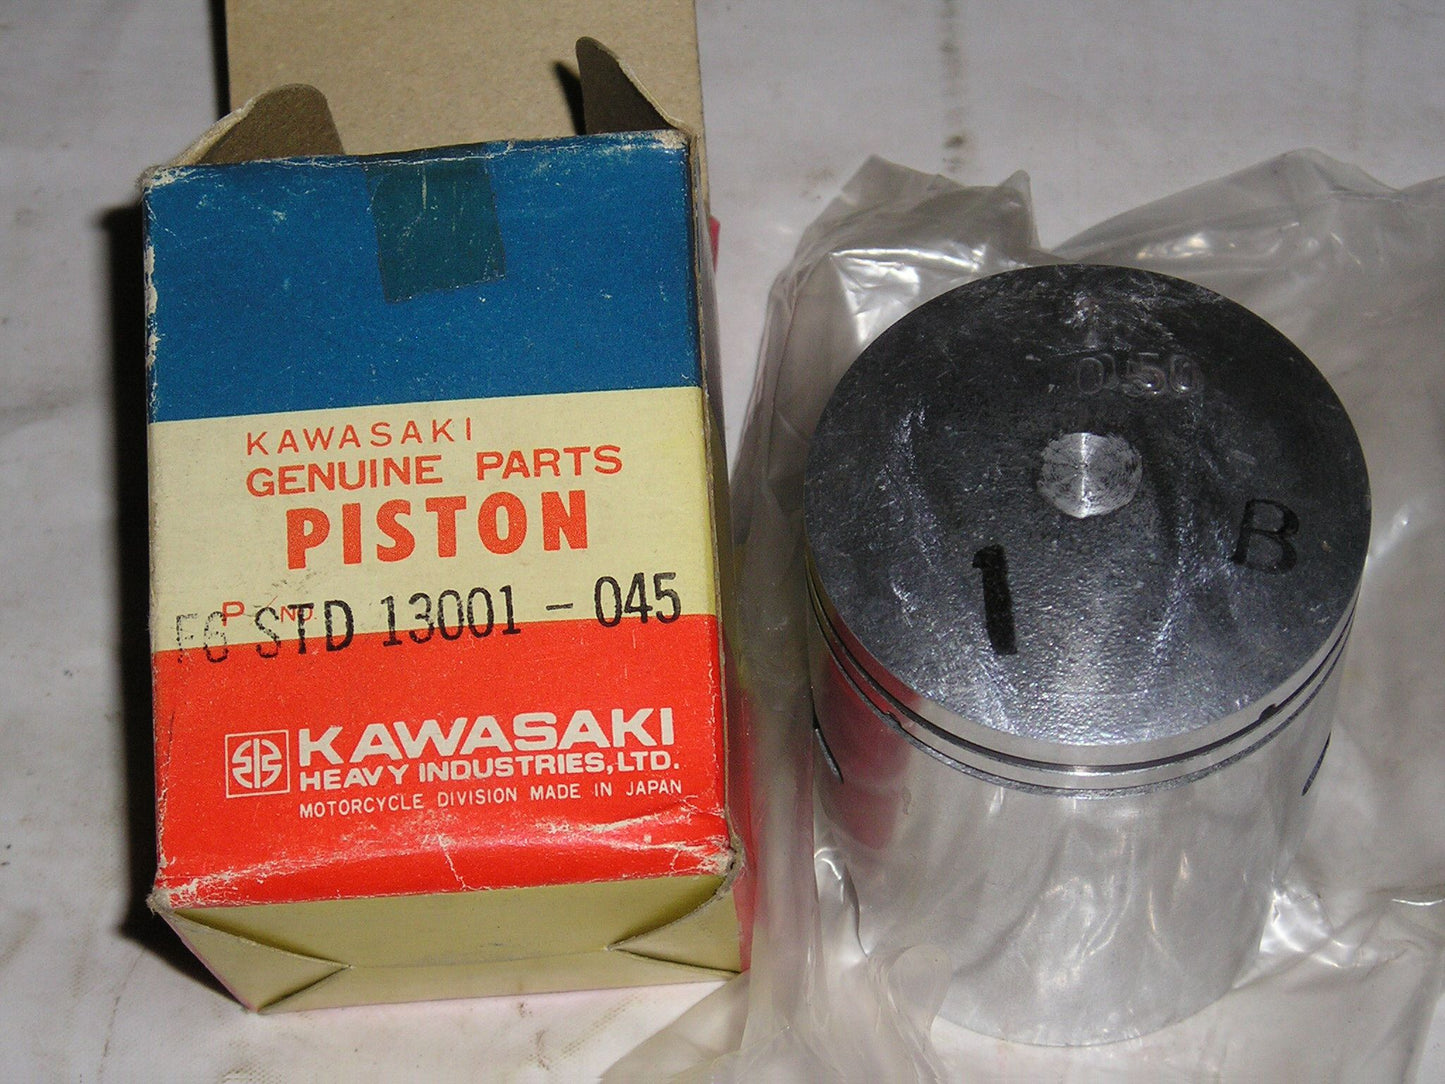 KAWASAKI
GENUINE PARTS
PISTON
P NO.
F6 STD 13001-045
KAWASAKI
HEAVY INDUSTRIES, LTD.
MOTORCYCLE DIVISION MADE IN JAPAN
050
1
B